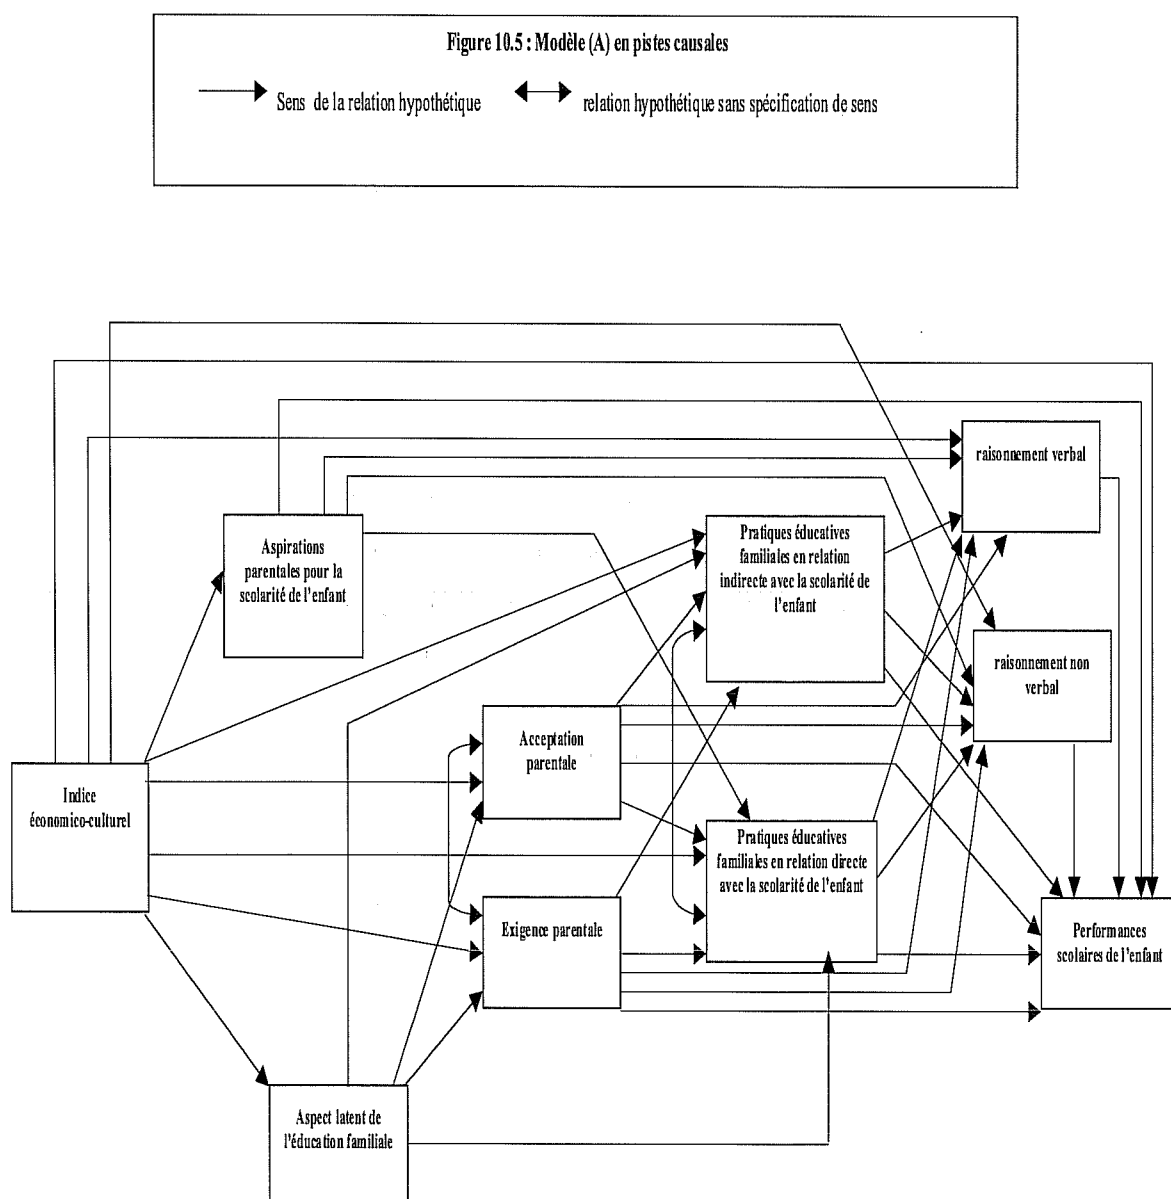 Figure 10.5 : Modèle (A) en pistes causales
Sens de la relation hypothétique
relation hypothétique sans spécification de sens
raisonnement verbal
Aspirations
parentales pour la
scolarité de l'enfant
Pratiques éducatives
familiales en relation
indirecte avec la scolarité de
l'enfant
raisonnement non
verbal
Acceptation
parentale
Indice
économico-culturel
Pratiques éducatives
familiales en relation directe
avec la scolarité de l'enfant
Exigence parentale
Performances
scolaires de l'enfant
Aspect latent de
l'éducation familiale